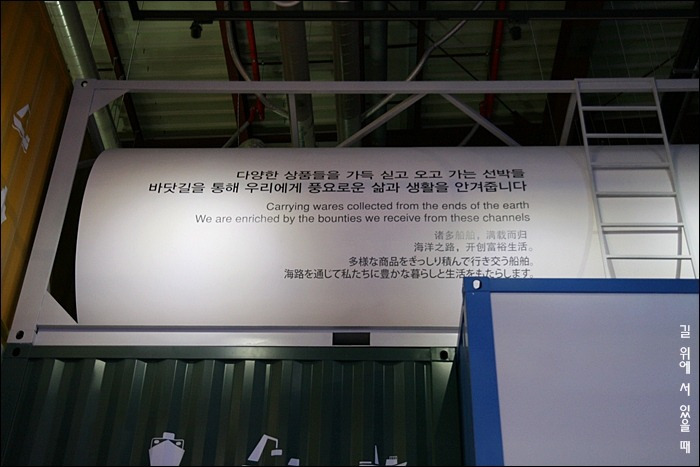 다양한 상품들을 가득 싣고 오고 가는 선박들
바닷길을 통해 우리에게 풍요로운 삶과 생활을 안겨줍니다
Carrying wares collected from the ends of the earth
We are enriched by the bounties we receive from these channels
诸多船舶，满载而归
海洋之路，开创富裕生活。
多様な商品をぎっしり積んで行き交う船舶。
海路を通じて私たちに豊かな暮らしと生活をもたらします。
길 위에 서 있을 때